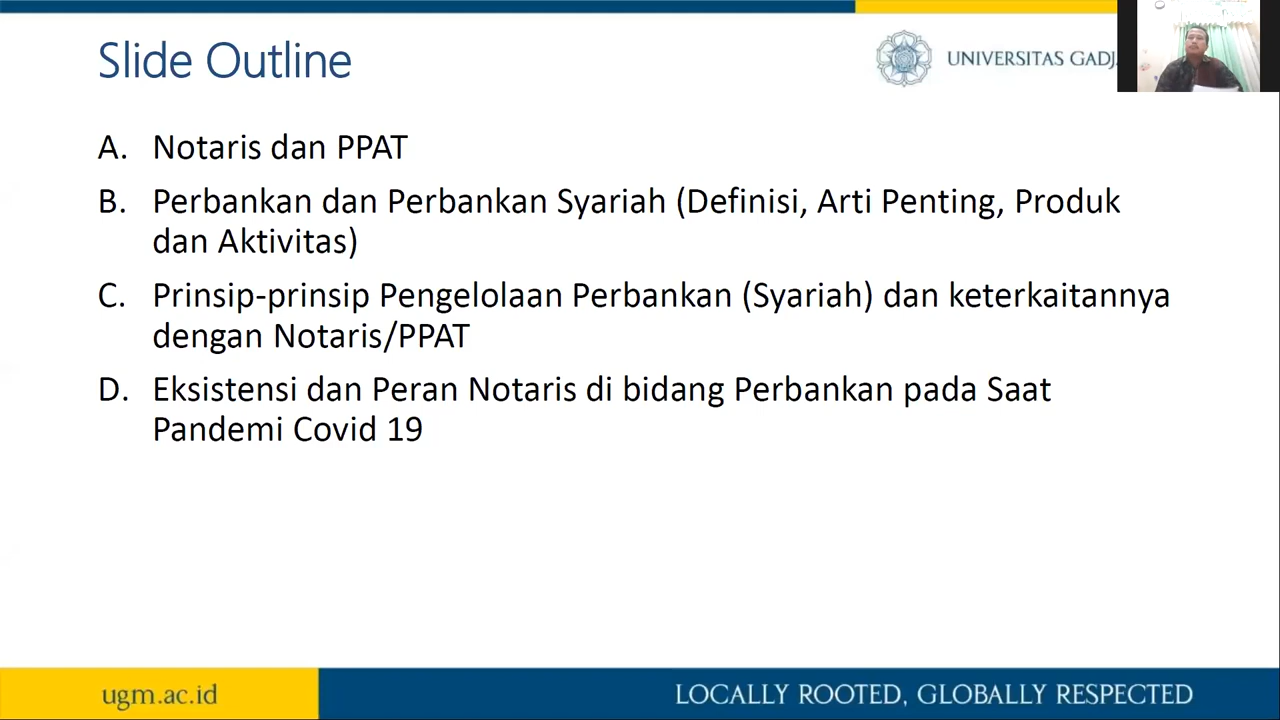 Slide Outline
UNIVERSITAS
A. Notaris dan PPAT
B. Perbankan dan Perbankan Syariah (Definisi, Arti Penting, Produk
dan Aktivitas)
C. Prinsip-prinsip Pengelolaan Perbankan (Syariah) dan keterkaitannya
dengan Notaris/PPAT
D. Eksistensi dan Peran Notaris di bidang Perbankan pada Saat
Pandemi Covid 19
ugm.ac.id
LOCALLY ROOTED, GLOBALLY RESPECTED